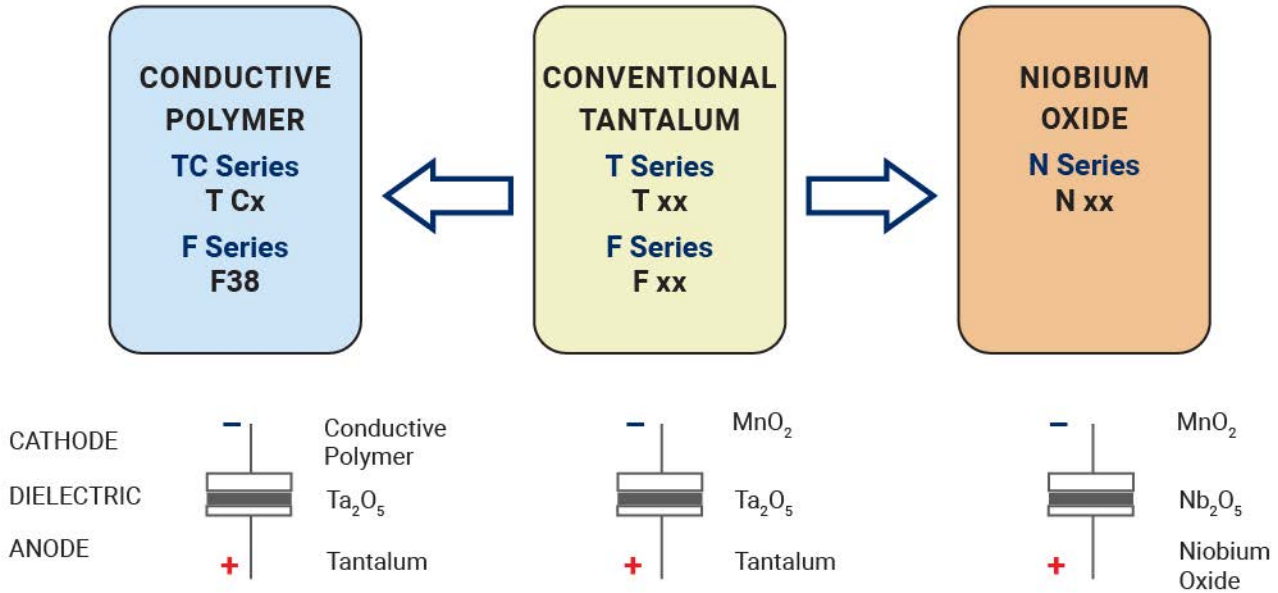 CONDUCTIVE
POLYMER
TC Series
T Cx
F Series
F38
CONVENTIONAL
TANTALUM
T Series
T xx
F Series
F xx
NIOBIUM
OXIDE
N Series
N xx
CATHODE
DIELECTRIC
ANODE
–
Conductive
Polymer
Ta₂O₅
+
Tantalum
–
MnO₂
Ta₂O₅
+
Tantalum
–
MnO₂
Nb₂O₅
+
Niobium
Oxide